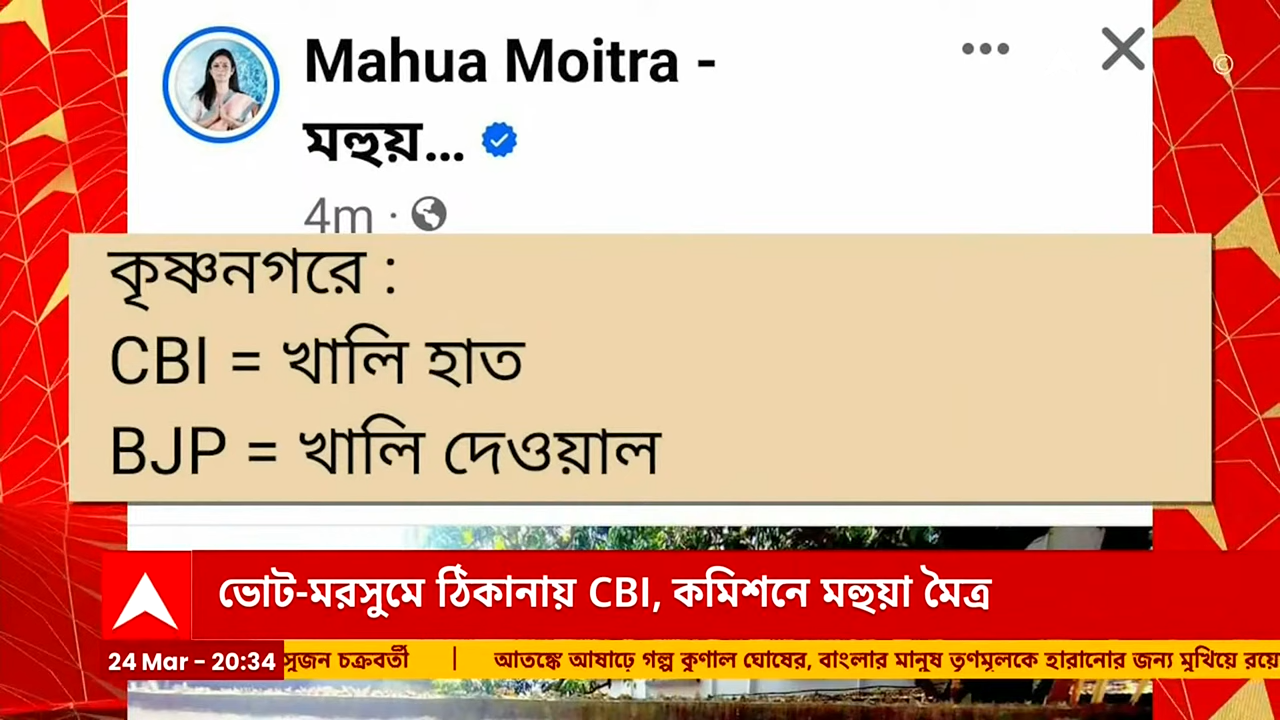 Mahua Moitra -
মহুয়...
4m ·
কৃষ্ণনগরে :
CBI = খালি হাত
BJP = খালি দেওয়াল
ভোট-মরসুমে ঠিকানায় CBI, কমিশনে মহুয়া মৈত্র
24 Mar - 20:34 সুজন চক্রবর্তী | আতঙ্কে আষাঢ়ে গল্প কুণাল ঘোষের, বাংলার মানুষ তৃণমূলকে হারানোর জন্য মুখিয়ে রয়ে